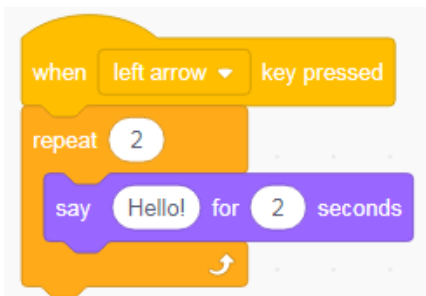 when left arrow key pressed
repeat 2
say Hello! for 2 seconds